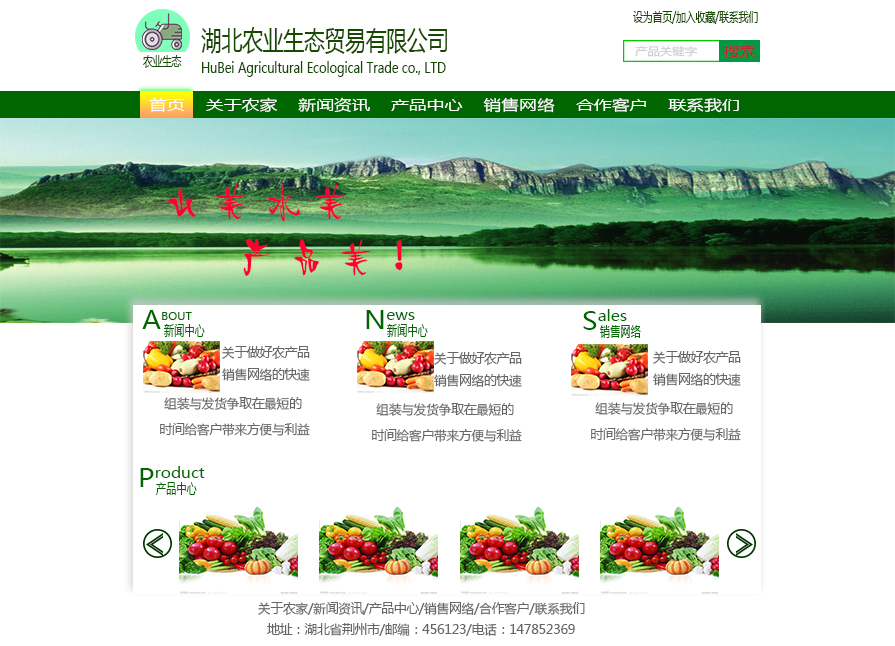 设为首页/加入收藏/联系我们
农业生态
湖北农业生态贸易有限公司
HuBei Agricultural Ecological Trade co., LTD
产品关键字
搜索
首页 关于农家 新闻资讯 产品中心 销售网络 合作客户 联系我们
山美水美
产品美！
ABOUT
新闻中心
关于做好农产品
销售网络的快速
组装与发货争取在最短的
时间给客户带来方便与利益
News
新闻中心
关于做好农产品
销售网络的快速
组装与发货争取在最短的
时间给客户带来方便与利益
Sales
销售网络
关于做好农产品
销售网络的快速
组装与发货争取在最短的
时间给客户带来方便与利益
Product
产品中心
关于农家/新闻资讯/产品中心/销售网络/合作客户/联系我们
地址：湖北省荆州市/邮编：456123/电话：147852369